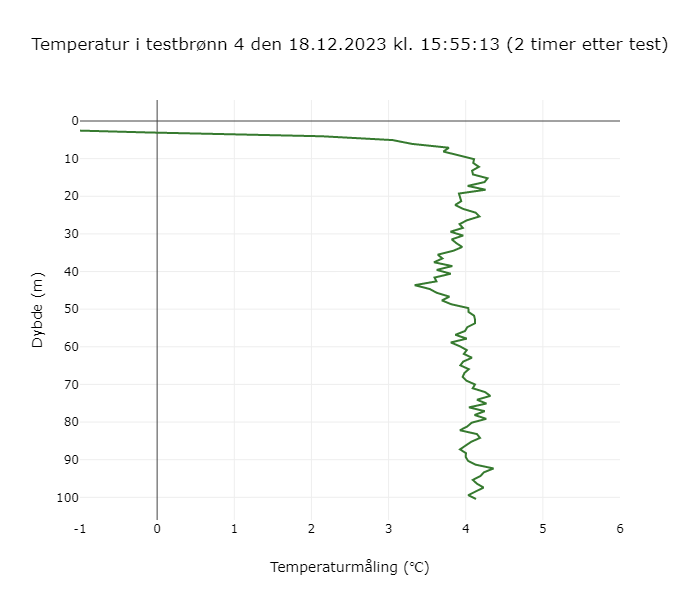 Temperatur i testbrønn 4 den 18.12.2023 kl. 15:55:13 (2 timer etter test)
0
10
20
30
40
50
60
70
80
90
100
Dybde (m)
-1 0 1 2 3 4 5 6
Temperaturmåling (℃)